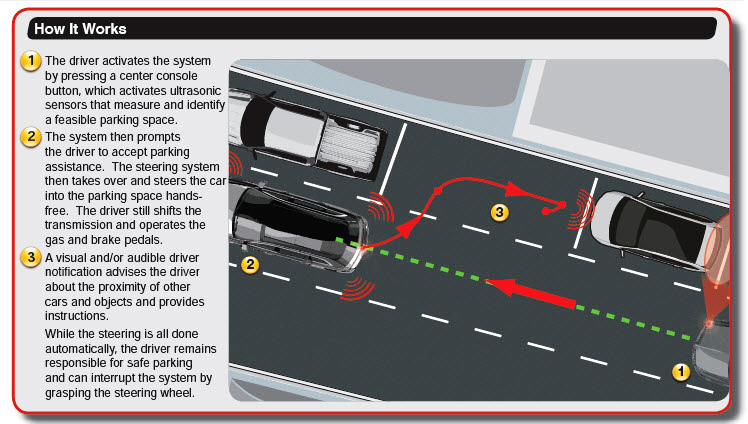 How It Works
1 The driver activates the system
by pressing a center console
button, which activates ultrasonic
sensors that measure and identify
a feasible parking space.
2 The system then prompts
the driver to accept parking
assistance. The steering system
then takes over and steers the car
into the parking space hands-
free. The driver still shifts the
transmission and operates the
gas and brake pedals.
3 A visual and/or audible driver
notification advises the driver
about the proximity of other
cars and objects and provides
instructions.
While the steering is all done
automatically, the driver remains
responsible for safe parking
and can interrupt the system by
grasping the steering wheel.
3
2
1